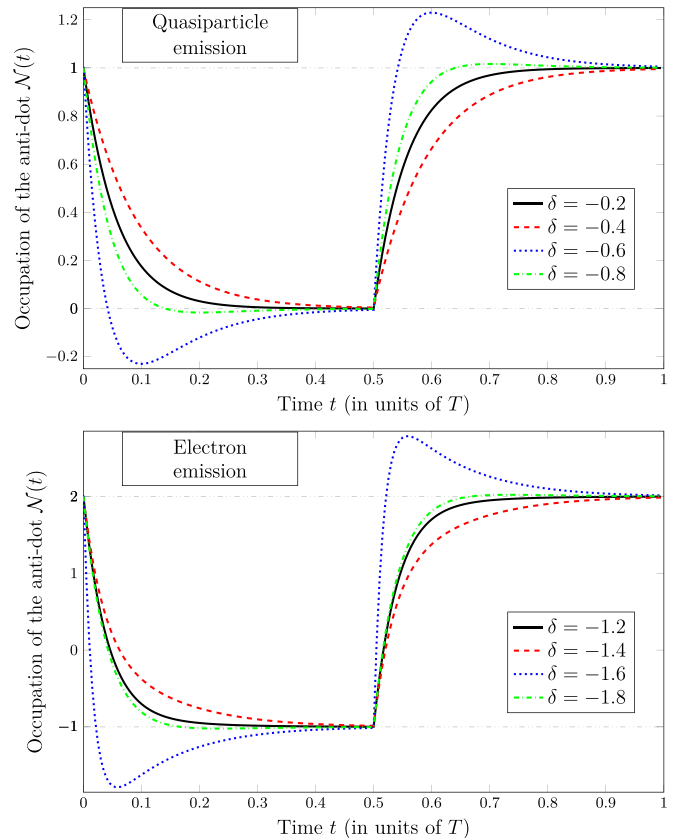 Quasiparticle
emission
Occupation of the anti-dot 𝒩(t)
1.2
1
0.8
0.6
0.4
0.2
0
−0.2
δ = −0.2
δ = −0.4
δ = −0.6
δ = −0.8
0 0.1 0.2 0.3 0.4 0.5 0.6 0.7 0.8 0.9 1
Time t (in units of T)
Electron
emission
Occupation of the anti-dot 𝒩(t)
2
1
0
−1
δ = −1.2
δ = −1.4
δ = −1.6
δ = −1.8
0 0.1 0.2 0.3 0.4 0.5 0.6 0.7 0.8 0.9 1
Time t (in units of T)